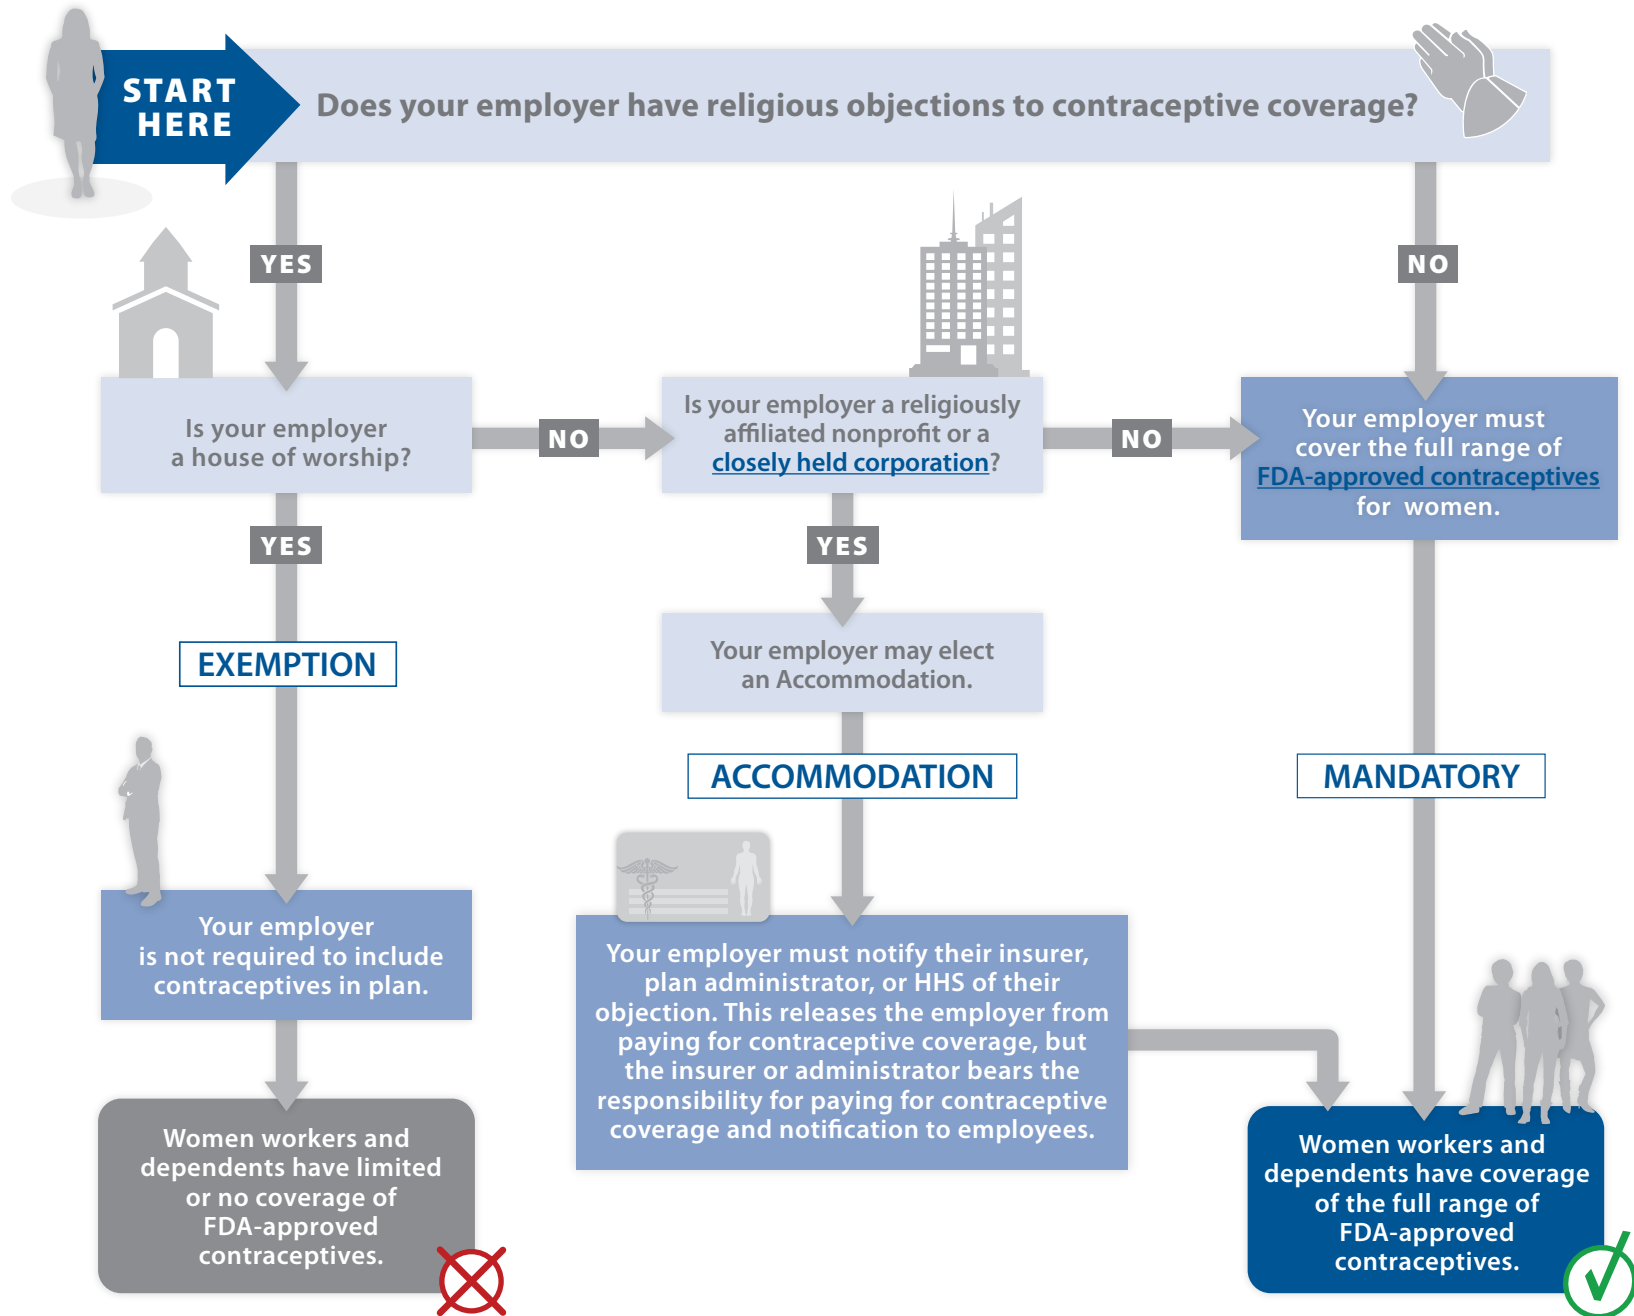 START
HERE
Does your employer have religious objections to contraceptive coverage?
YES
NO
Is your employer
a house of worship?
NO
Is your employer a religiously
affiliated nonprofit or a
closely held corporation?
NO
Your employer must
cover the full range of
FDA-approved contraceptives
for women.
YES
YES
EXEMPTION
Your employer may elect
an Accommodation.
ACCOMMODATION
MANDATORY
Your employer
is not required to include
contraceptives in plan.
Your employer must notify their insurer,
plan administrator, or HHS of their
objection. This releases the employer from
paying for contraceptive coverage, but
the insurer or administrator bears the
responsibility for paying for contraceptive
coverage and notification to employees.
Women workers and
dependents have limited
or no coverage of
FDA-approved
contraceptives.
Women workers and
dependents have coverage
of the full range of
FDA-approved
contraceptives.